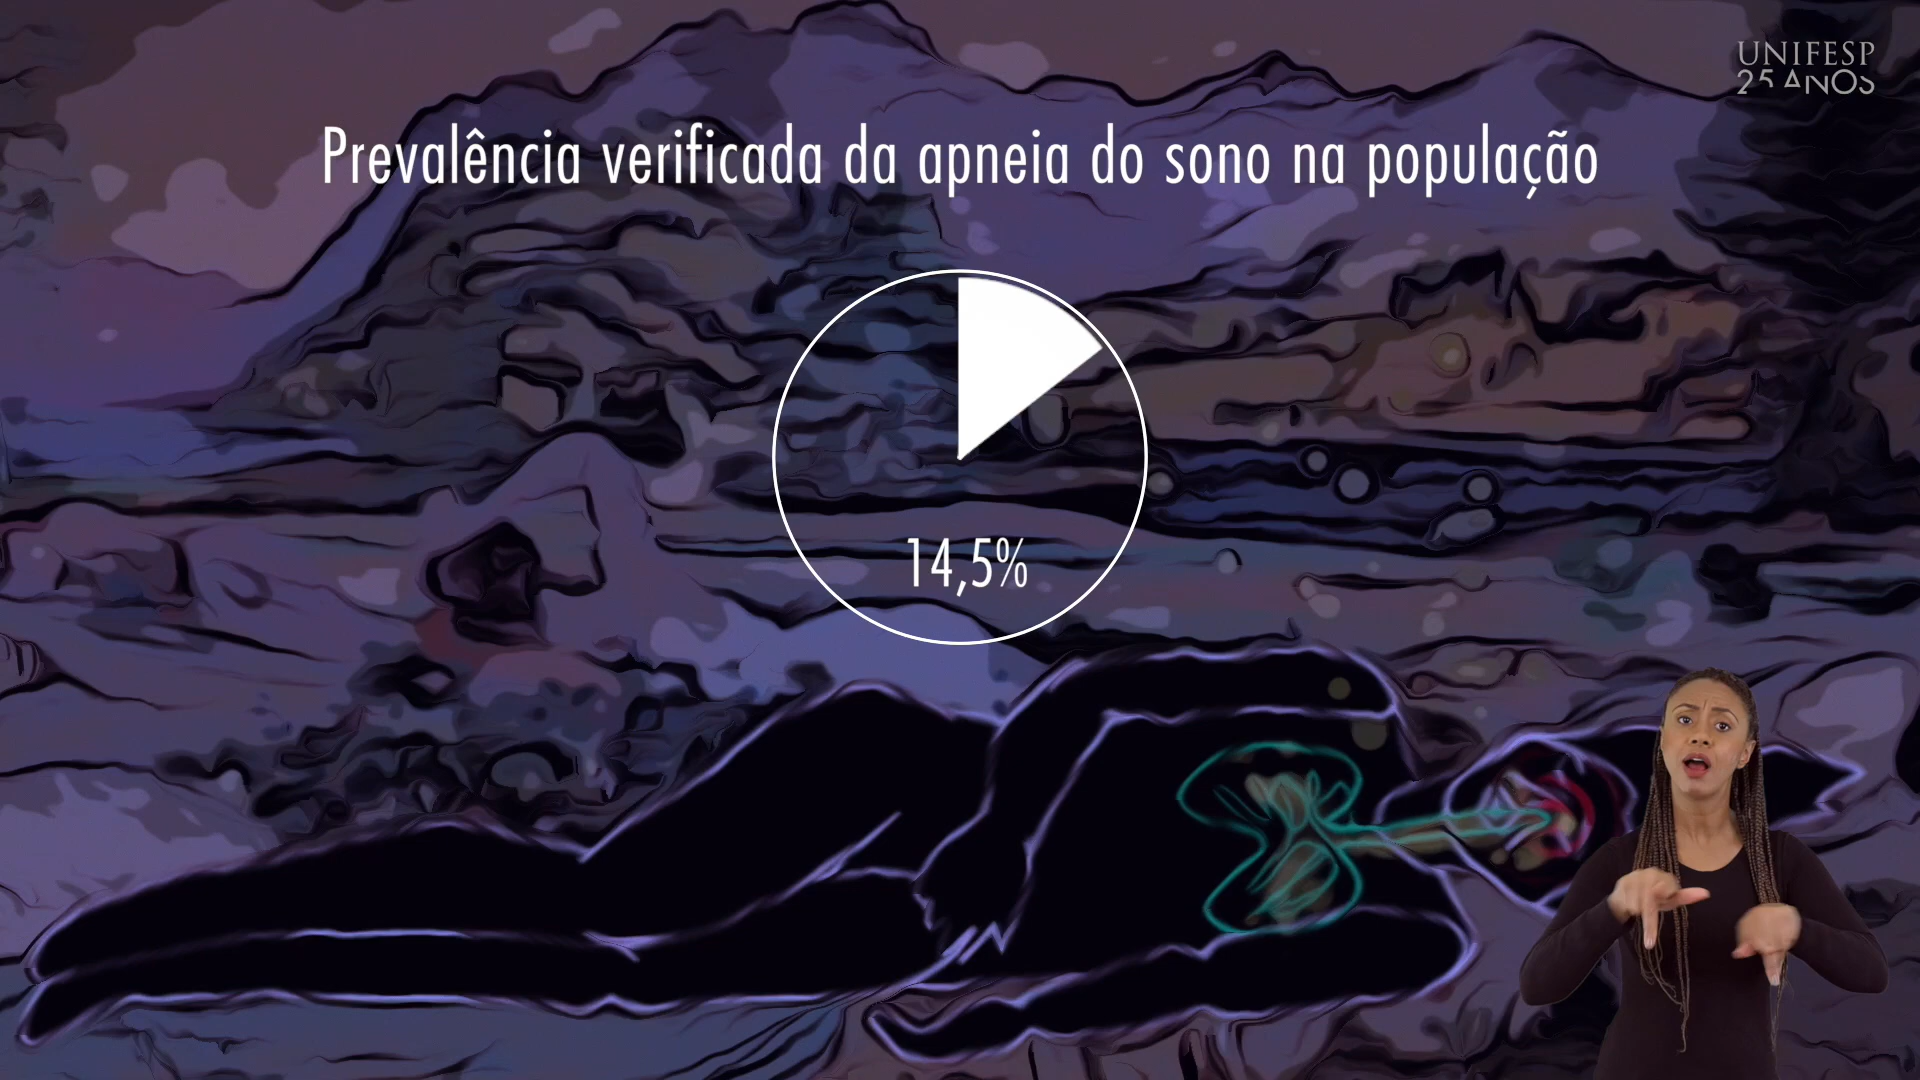 UNIFESP
25 ANOS
Prevalência verificada da apneia do sono na população
14,5%